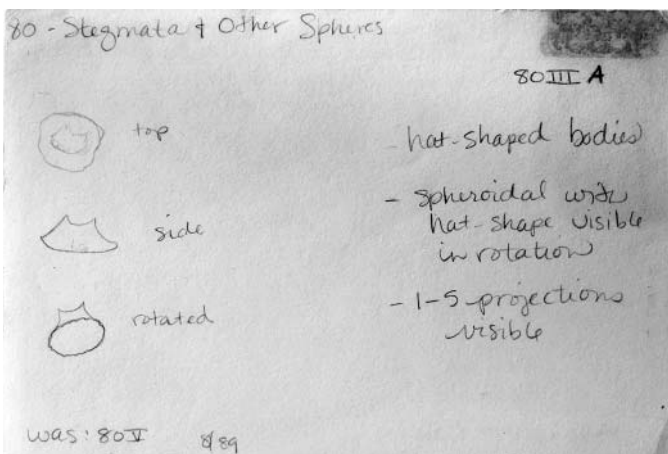 80 - Stegmata & Other Spheres
80 III A
top
- hat-shaped bodies
side
- spheroidal with
hat-shape visible
in rotation
rotated
- 1-5 projections
visible
was: 80 V 8/89